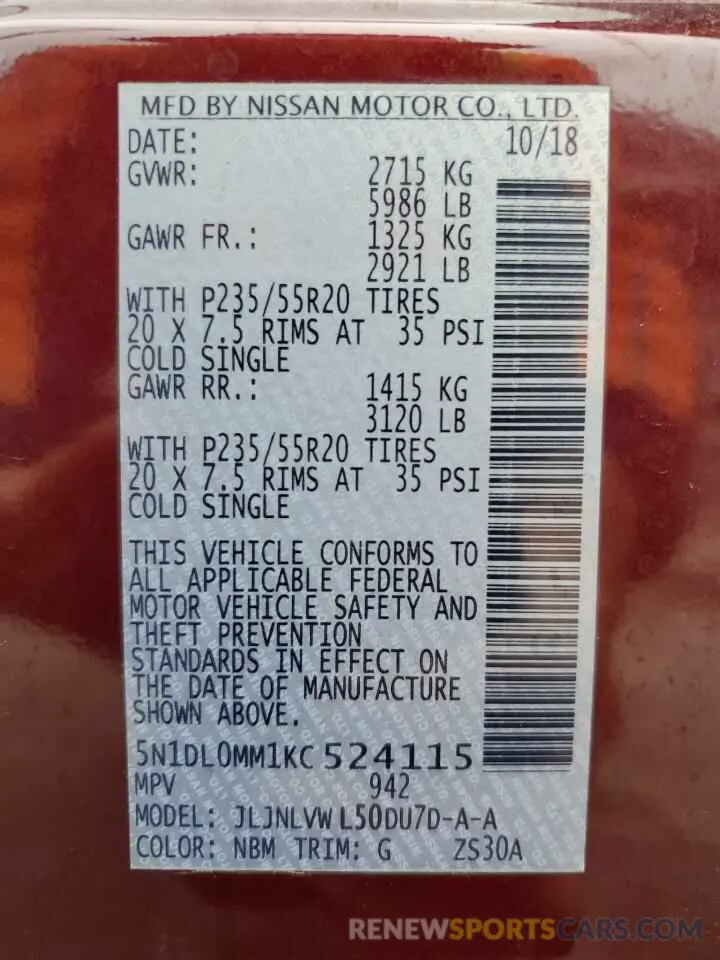 MFD BY NISSAN MOTOR CO., LTD.
DATE: 10/18
GVWR: 2715 KG
5986 LB
GAWR FR.: 1325 KG
2921 LB
WITH P235/55R20 TIRES
20 X 7.5 RIMS AT 35 PSI
COLD SINGLE
GAWR RR.: 1415 KG
3120 LB
WITH P235/55R20 TIRES
20 X 7.5 RIMS AT 35 PSI
COLD SINGLE
THIS VEHICLE CONFORMS TO
ALL APPLICABLE FEDERAL
MOTOR VEHICLE SAFETY AND
THEFT PREVENTION
STANDARDS IN EFFECT ON
THE DATE OF MANUFACTURE
SHOWN ABOVE.
5N1DL0MM1KC 524115
MPV 942
MODEL: JLJNLVW L50DU7D-A-A
COLOR: NBM TRIM: G ZS30A
RENEWSPORTSCARS.COM